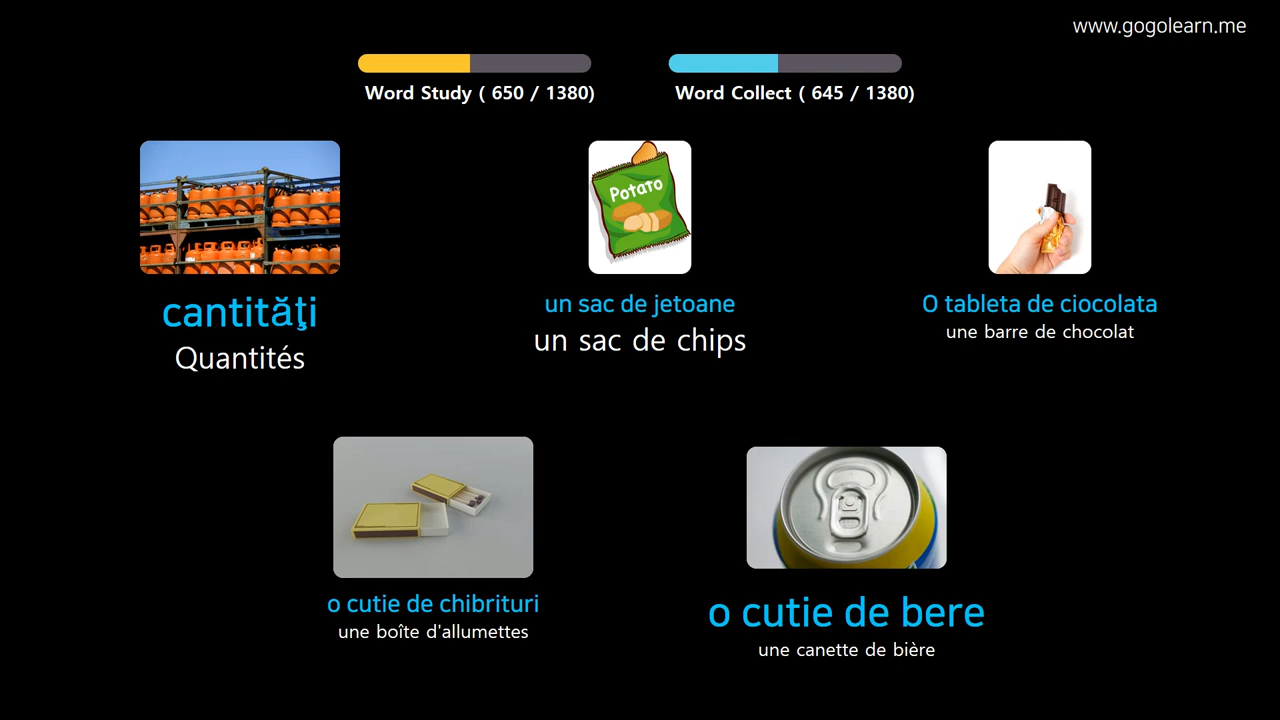 www.gogolearn.me
Word Study ( 650 / 1380)
Word Collect ( 645 / 1380)
Potato
cantităţi
Quantités
un sac de jetoane
un sac de chips
O tableta de ciocolata
une barre de chocolat
o cutie de chibrituri
une boîte d'allumettes
o cutie de bere
une canette de bière